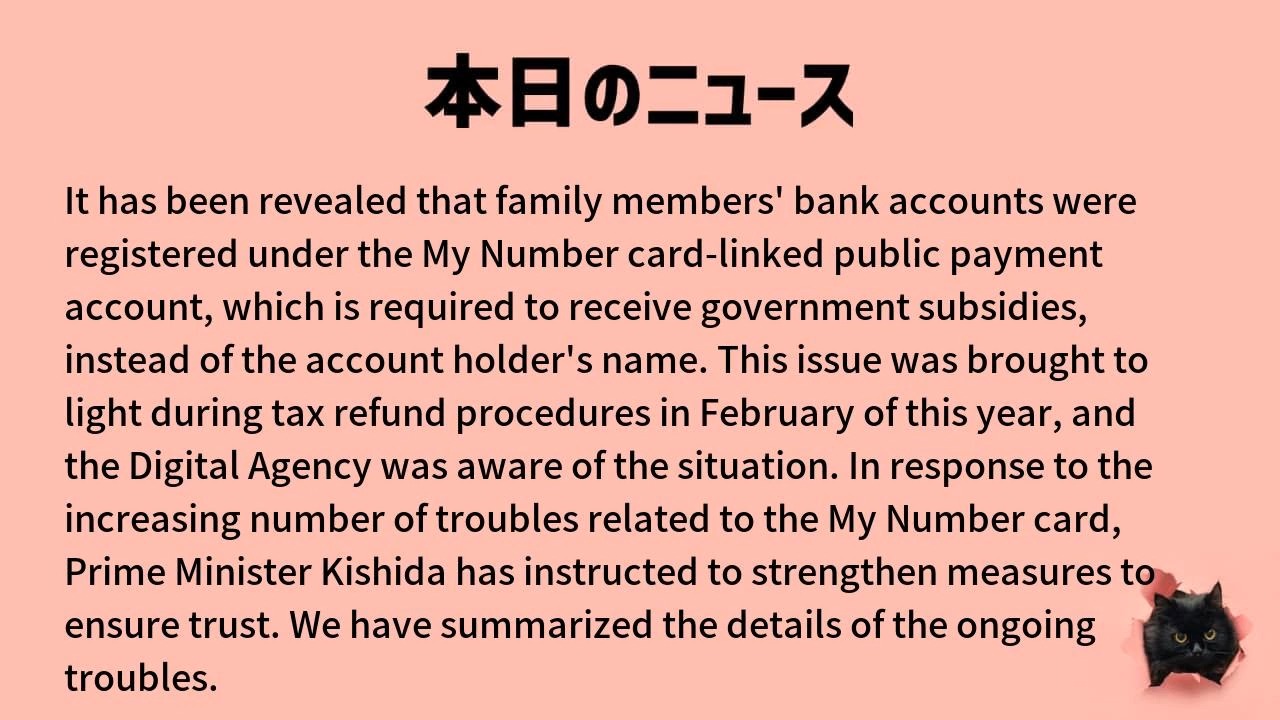 本日のニュース
It has been revealed that family members' bank accounts were
registered under the My Number card-linked public payment
account, which is required to receive government subsidies,
instead of the account holder's name. This issue was brought to
light during tax refund procedures in February of this year, and
the Digital Agency was aware of the situation. In response to the
increasing number of troubles related to the My Number card,
Prime Minister Kishida has instructed to strengthen measures to
ensure trust. We have summarized the details of the ongoing
troubles.